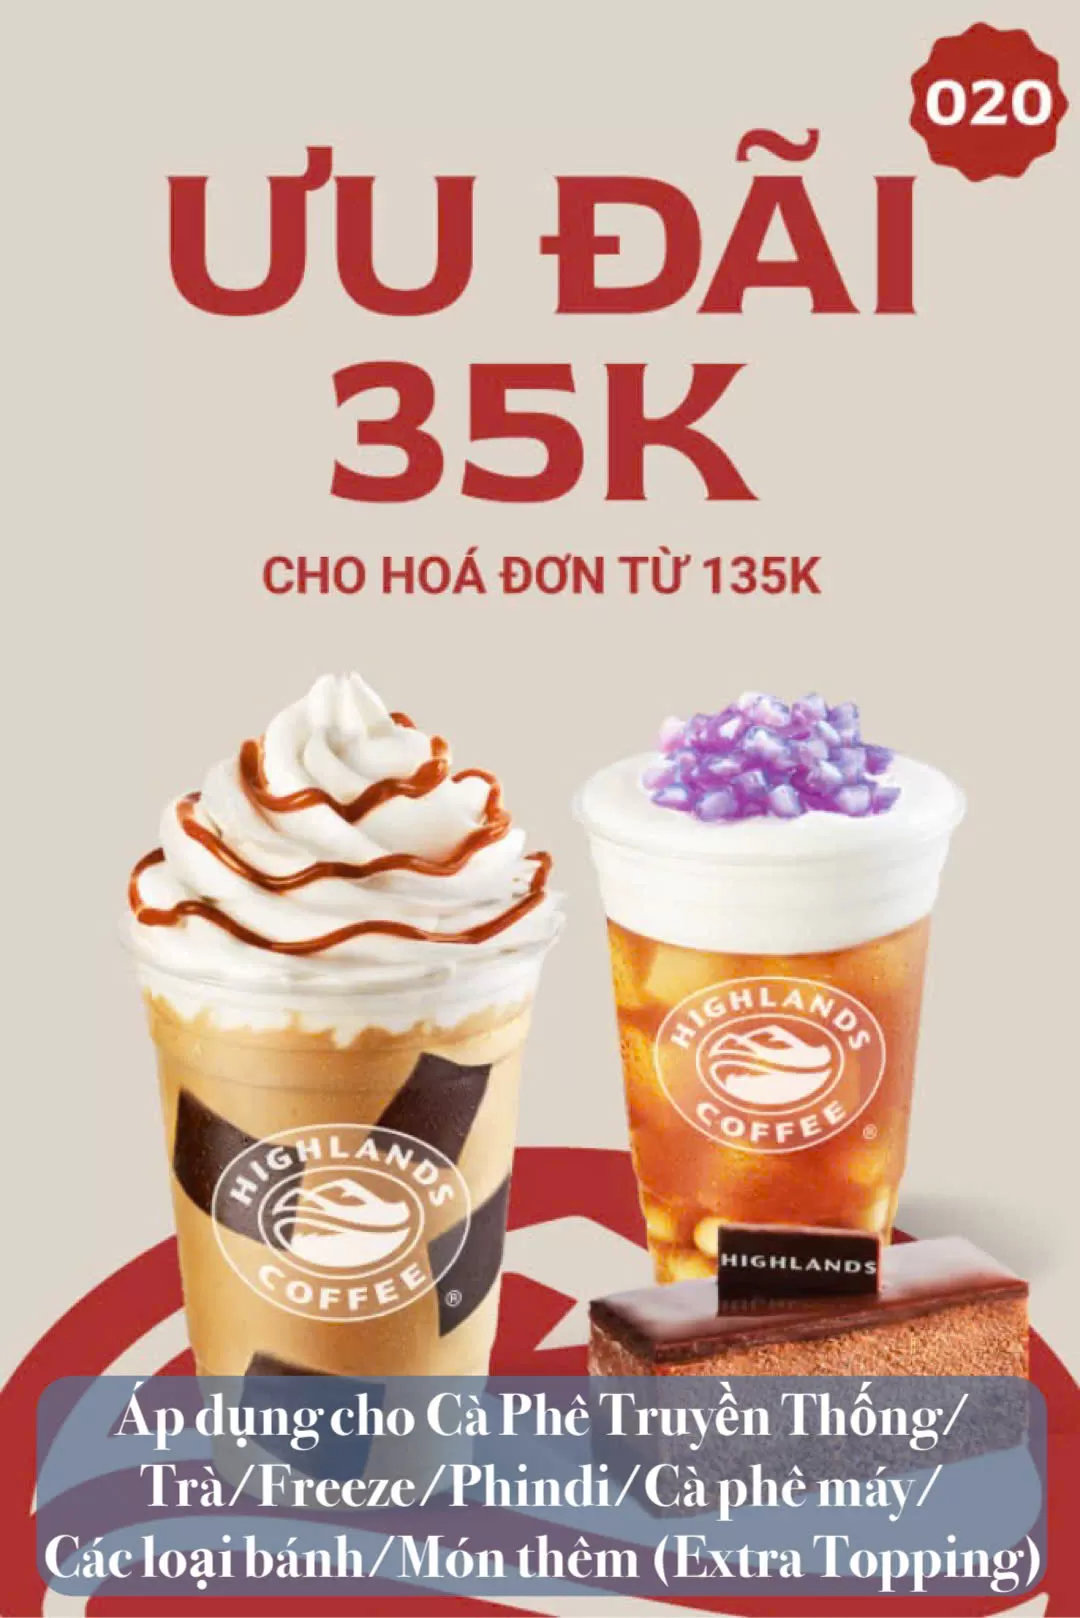 020
ƯU ĐÃI
35K
CHO HOÁ ĐƠN TỪ 135K
HIGHLANDS
COFFEE
®
HIGHLANDS
COFFEE
®
HIGHLANDS
Áp dụng cho Cà Phê Truyền Thống/
Trà/Freeze/Phindi/Cà phê máy/
Các loại bánh/Món thêm (Extra Topping)